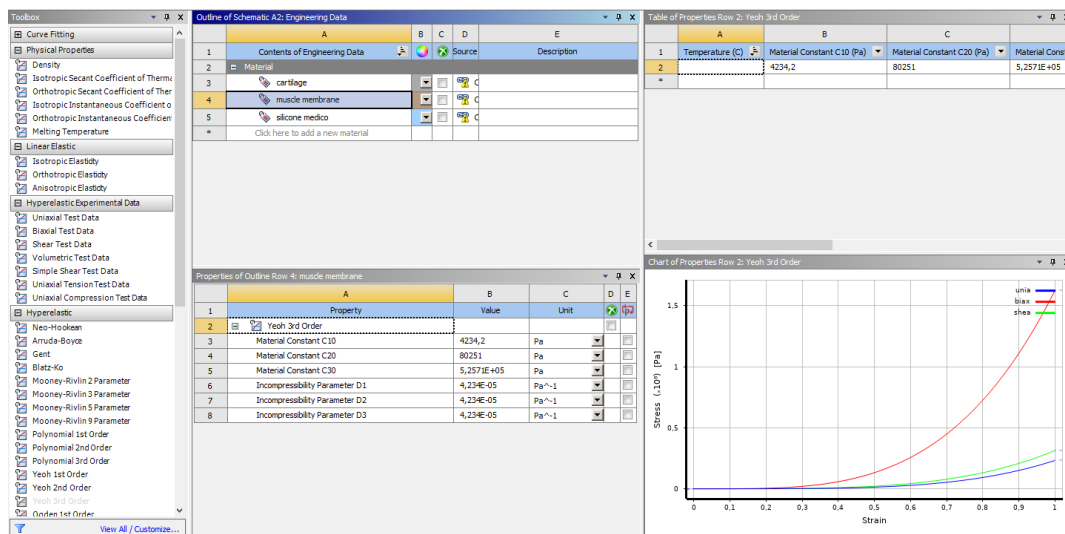 Toolbox
Curve Fitting
Physical Properties
Density
Isotropic Secant Coefficient of Therma
Orthotropic Secant Coefficient of Ther
Isotropic Instantaneous Coefficient o
Orthotropic Instantaneous Coefficien
Melting Temperature
Linear Elastic
Isotropic Elasticity
Orthotropic Elasticity
Anisotropic Elasticity
Hyperelastic Experimental Data
Uniaxial Test Data
Biaxial Test Data
Shear Test Data
Volumetric Test Data
Simple Shear Test Data
Uniaxial Tension Test Data
Uniaxial Compression Test Data
Hyperelastic
Neo-Hookean
Arruda-Boyce
Gent
Blatz-Ko
Mooney-Rivlin 2 Parameter
Mooney-Rivlin 3 Parameter
Mooney-Rivlin 5 Parameter
Mooney-Rivlin 9 Parameter
Polynomial 1st Order
Polynomial 2nd Order
Polynomial 3rd Order
Yeoh 1st Order
Yeoh 2nd Order
Yeoh 3rd Order
Ogden 1st Order
View All / Customize...
Outline of Schematic A2: Engineering Data
A B C D E
1 Contents of Engineering Data Source Description
2 Material
3 cartilage C
4 muscle membrane C
5 silicone medico C
* Click here to add a new material
Properties of Outline Row 4: muscle membrane
A B C D E
1 Property Value Unit
2 Yeoh 3rd Order
3 Material Constant C10 4234,2 Pa
4 Material Constant C20 80251 Pa
5 Material Constant C30 5,2571E+05 Pa
6 Incompressibility Parameter D1 4,234E-05 Pa^-1
7 Incompressibility Parameter D2 4,234E-05 Pa^-1
8 Incompressibility Parameter D3 4,234E-05 Pa^-1
Table of Properties Row 2: Yeoh 3rd Order
A B C
1 Temperature (C) Material Constant C10 (Pa) Material Constant C20 (Pa) Material Const
2 4234,2 80251 5,2571E+05
*
Chart of Properties Row 2: Yeoh 3rd Order
unia
biax
shea
1,5
1
0,5
0
Stress (.10⁸) [Pa]
0 0,1 0,2 0,3 0,4 0,5 0,6 0,7 0,8 0,9 1
Strain